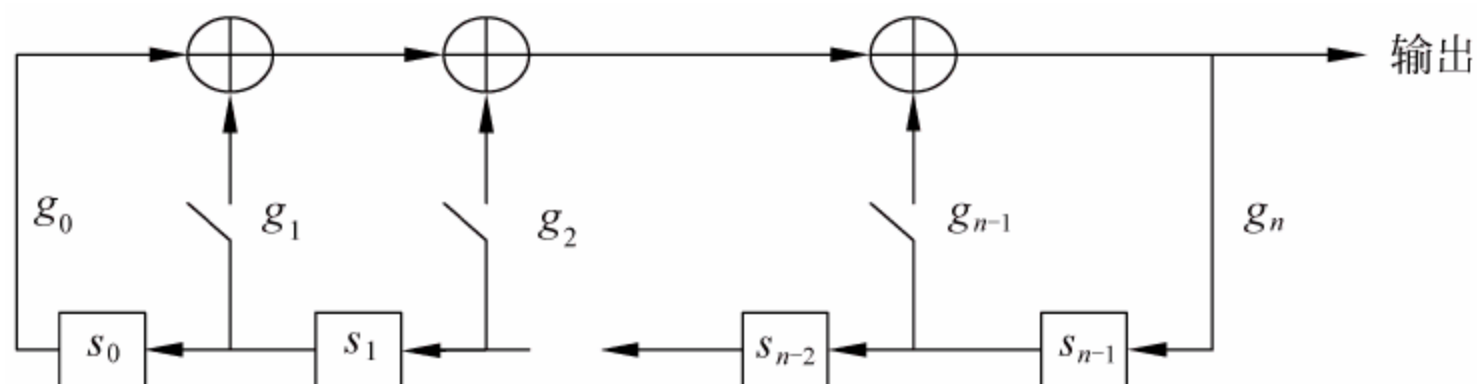 输出
g₀ g₁ g₂ gₙ₋₁ gₙ
s₀ s₁ sₙ₋₂ sₙ₋₁